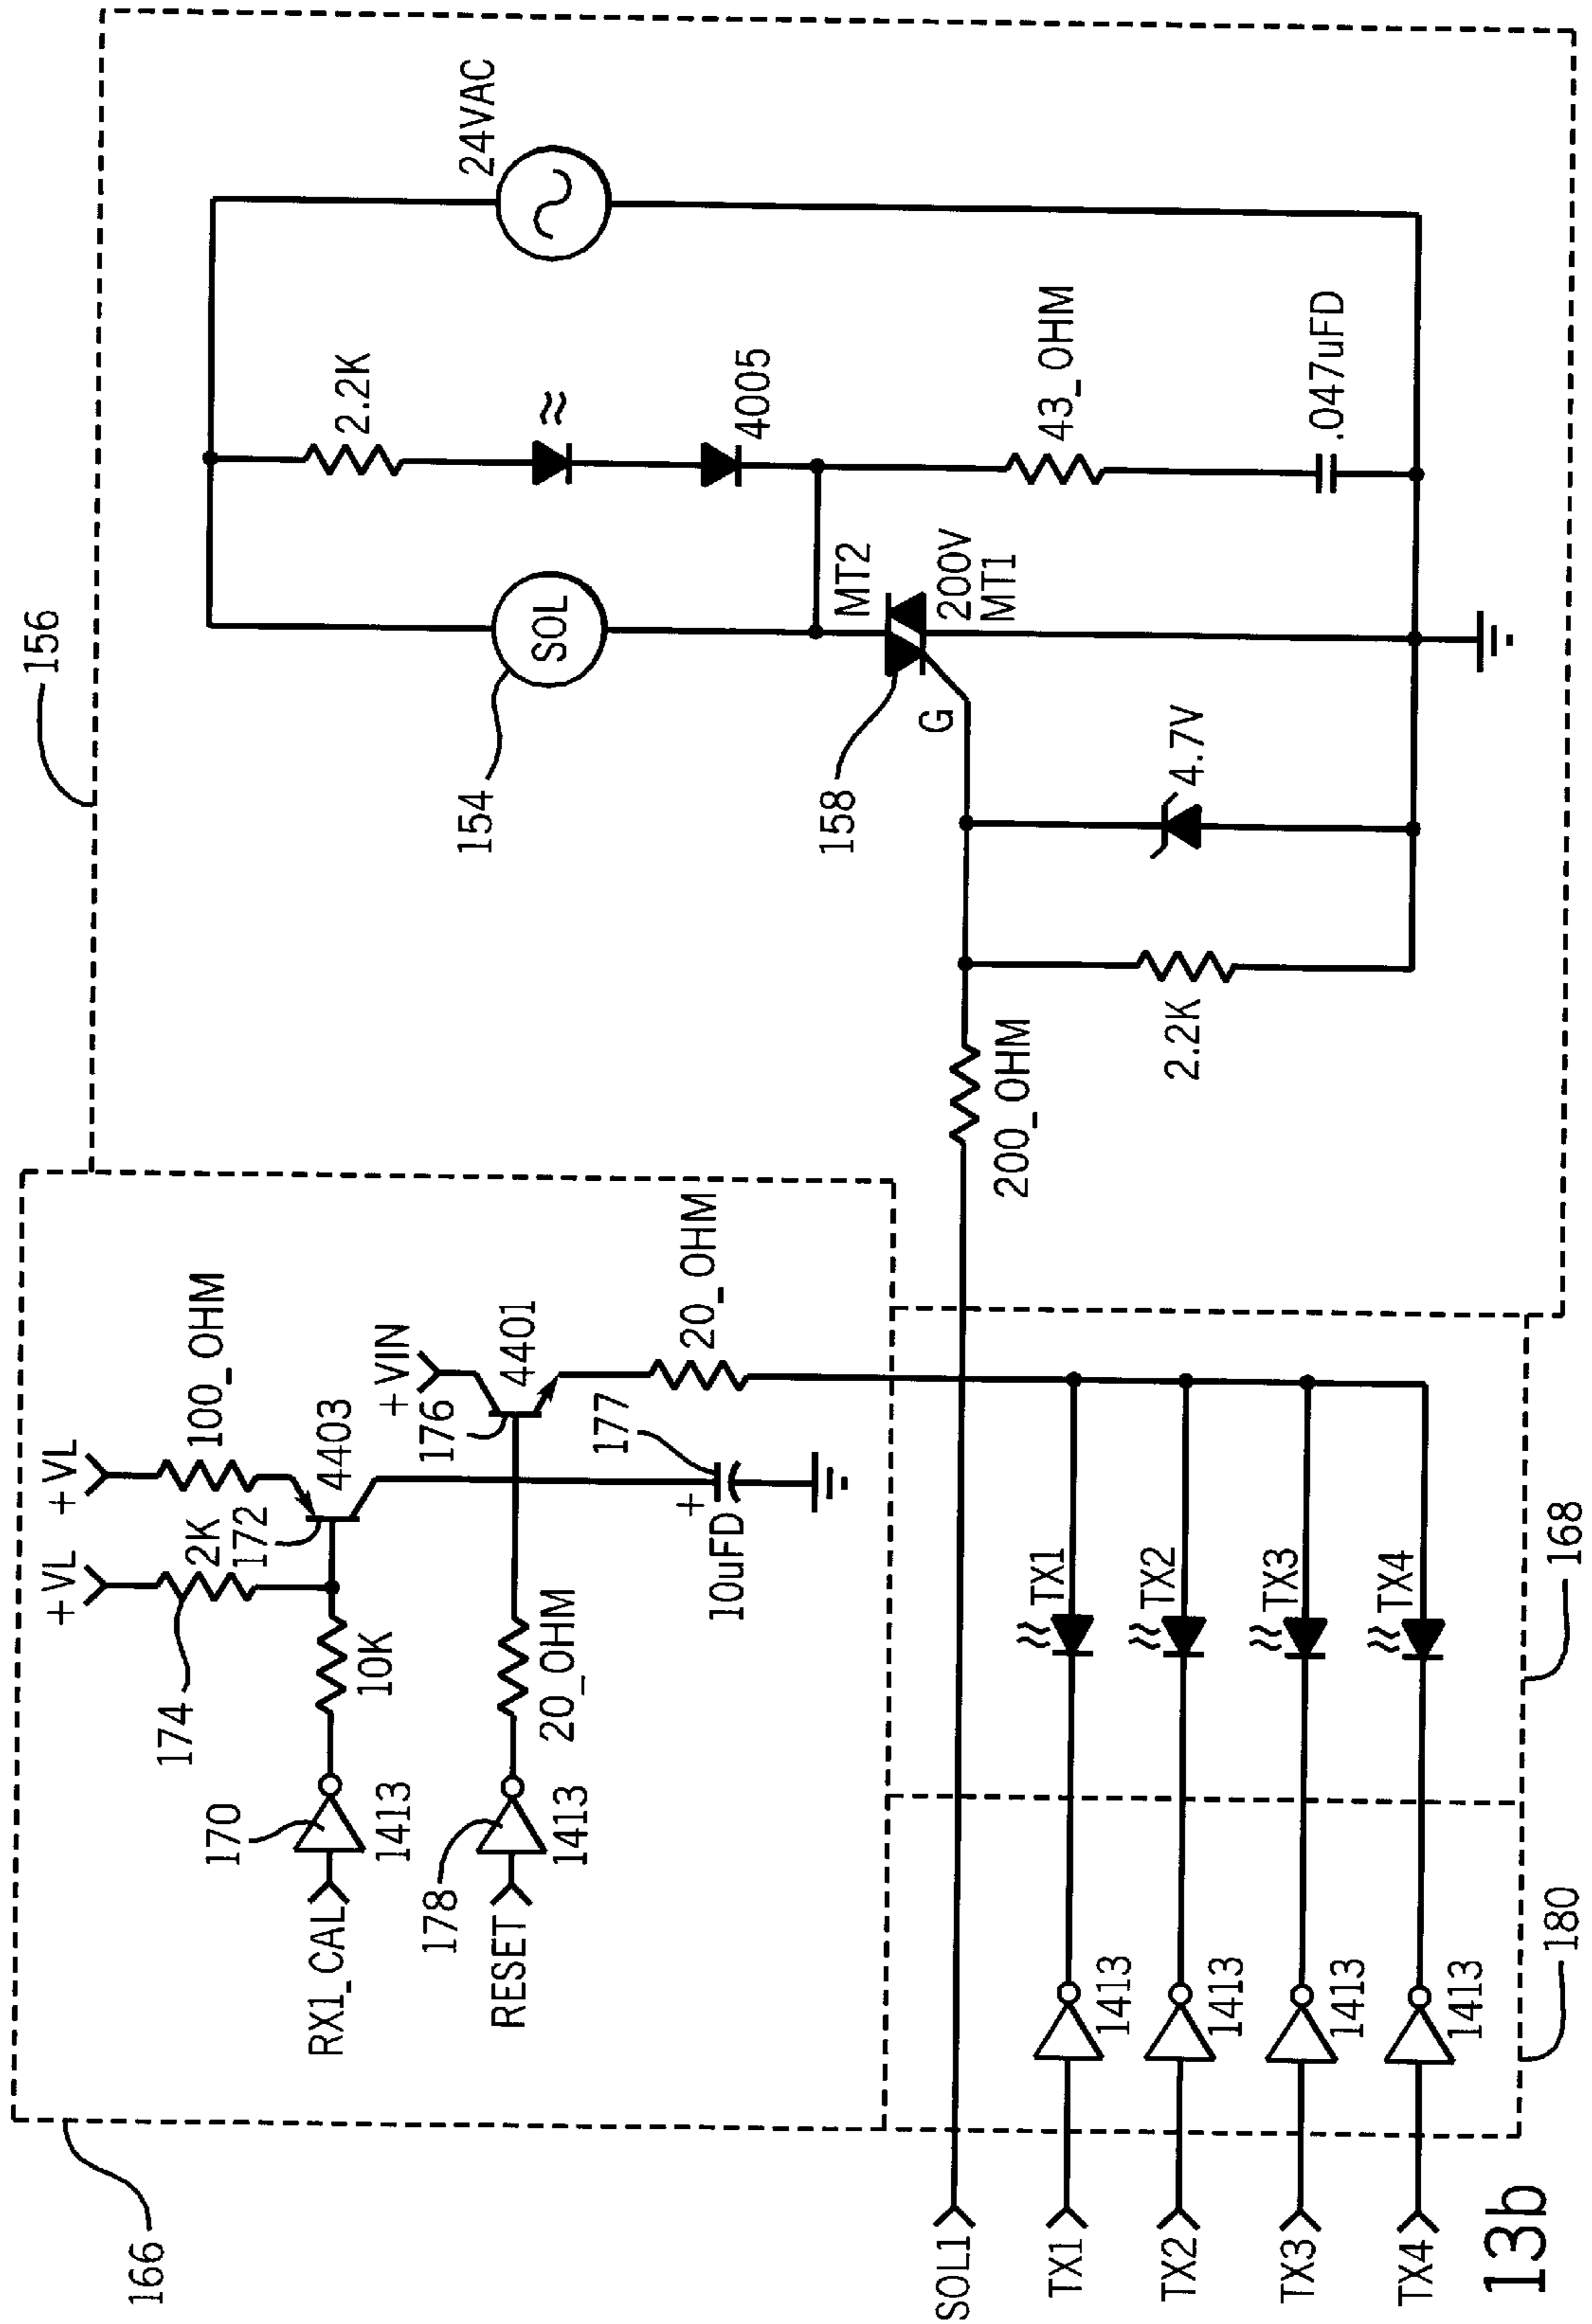 166
RX1_CAL
170
1413
10K
174
+VL
2K
172
4403
+VL
100_OHM
RESET
178
1413
20_OHM
+VIN
176
4401
177
+
10uFD
20_OHM
156
154
SOL
24VAC
2.2K
4005
MT2
200V
MT1
158
G
43_OHM
.047uFD
4.7V
2.2K
200_OHM
SOL1
TX1
1413
TX1
TX2
1413
TX2
TX3
1413
TX3
TX4
1413
TX4
180
168
13b